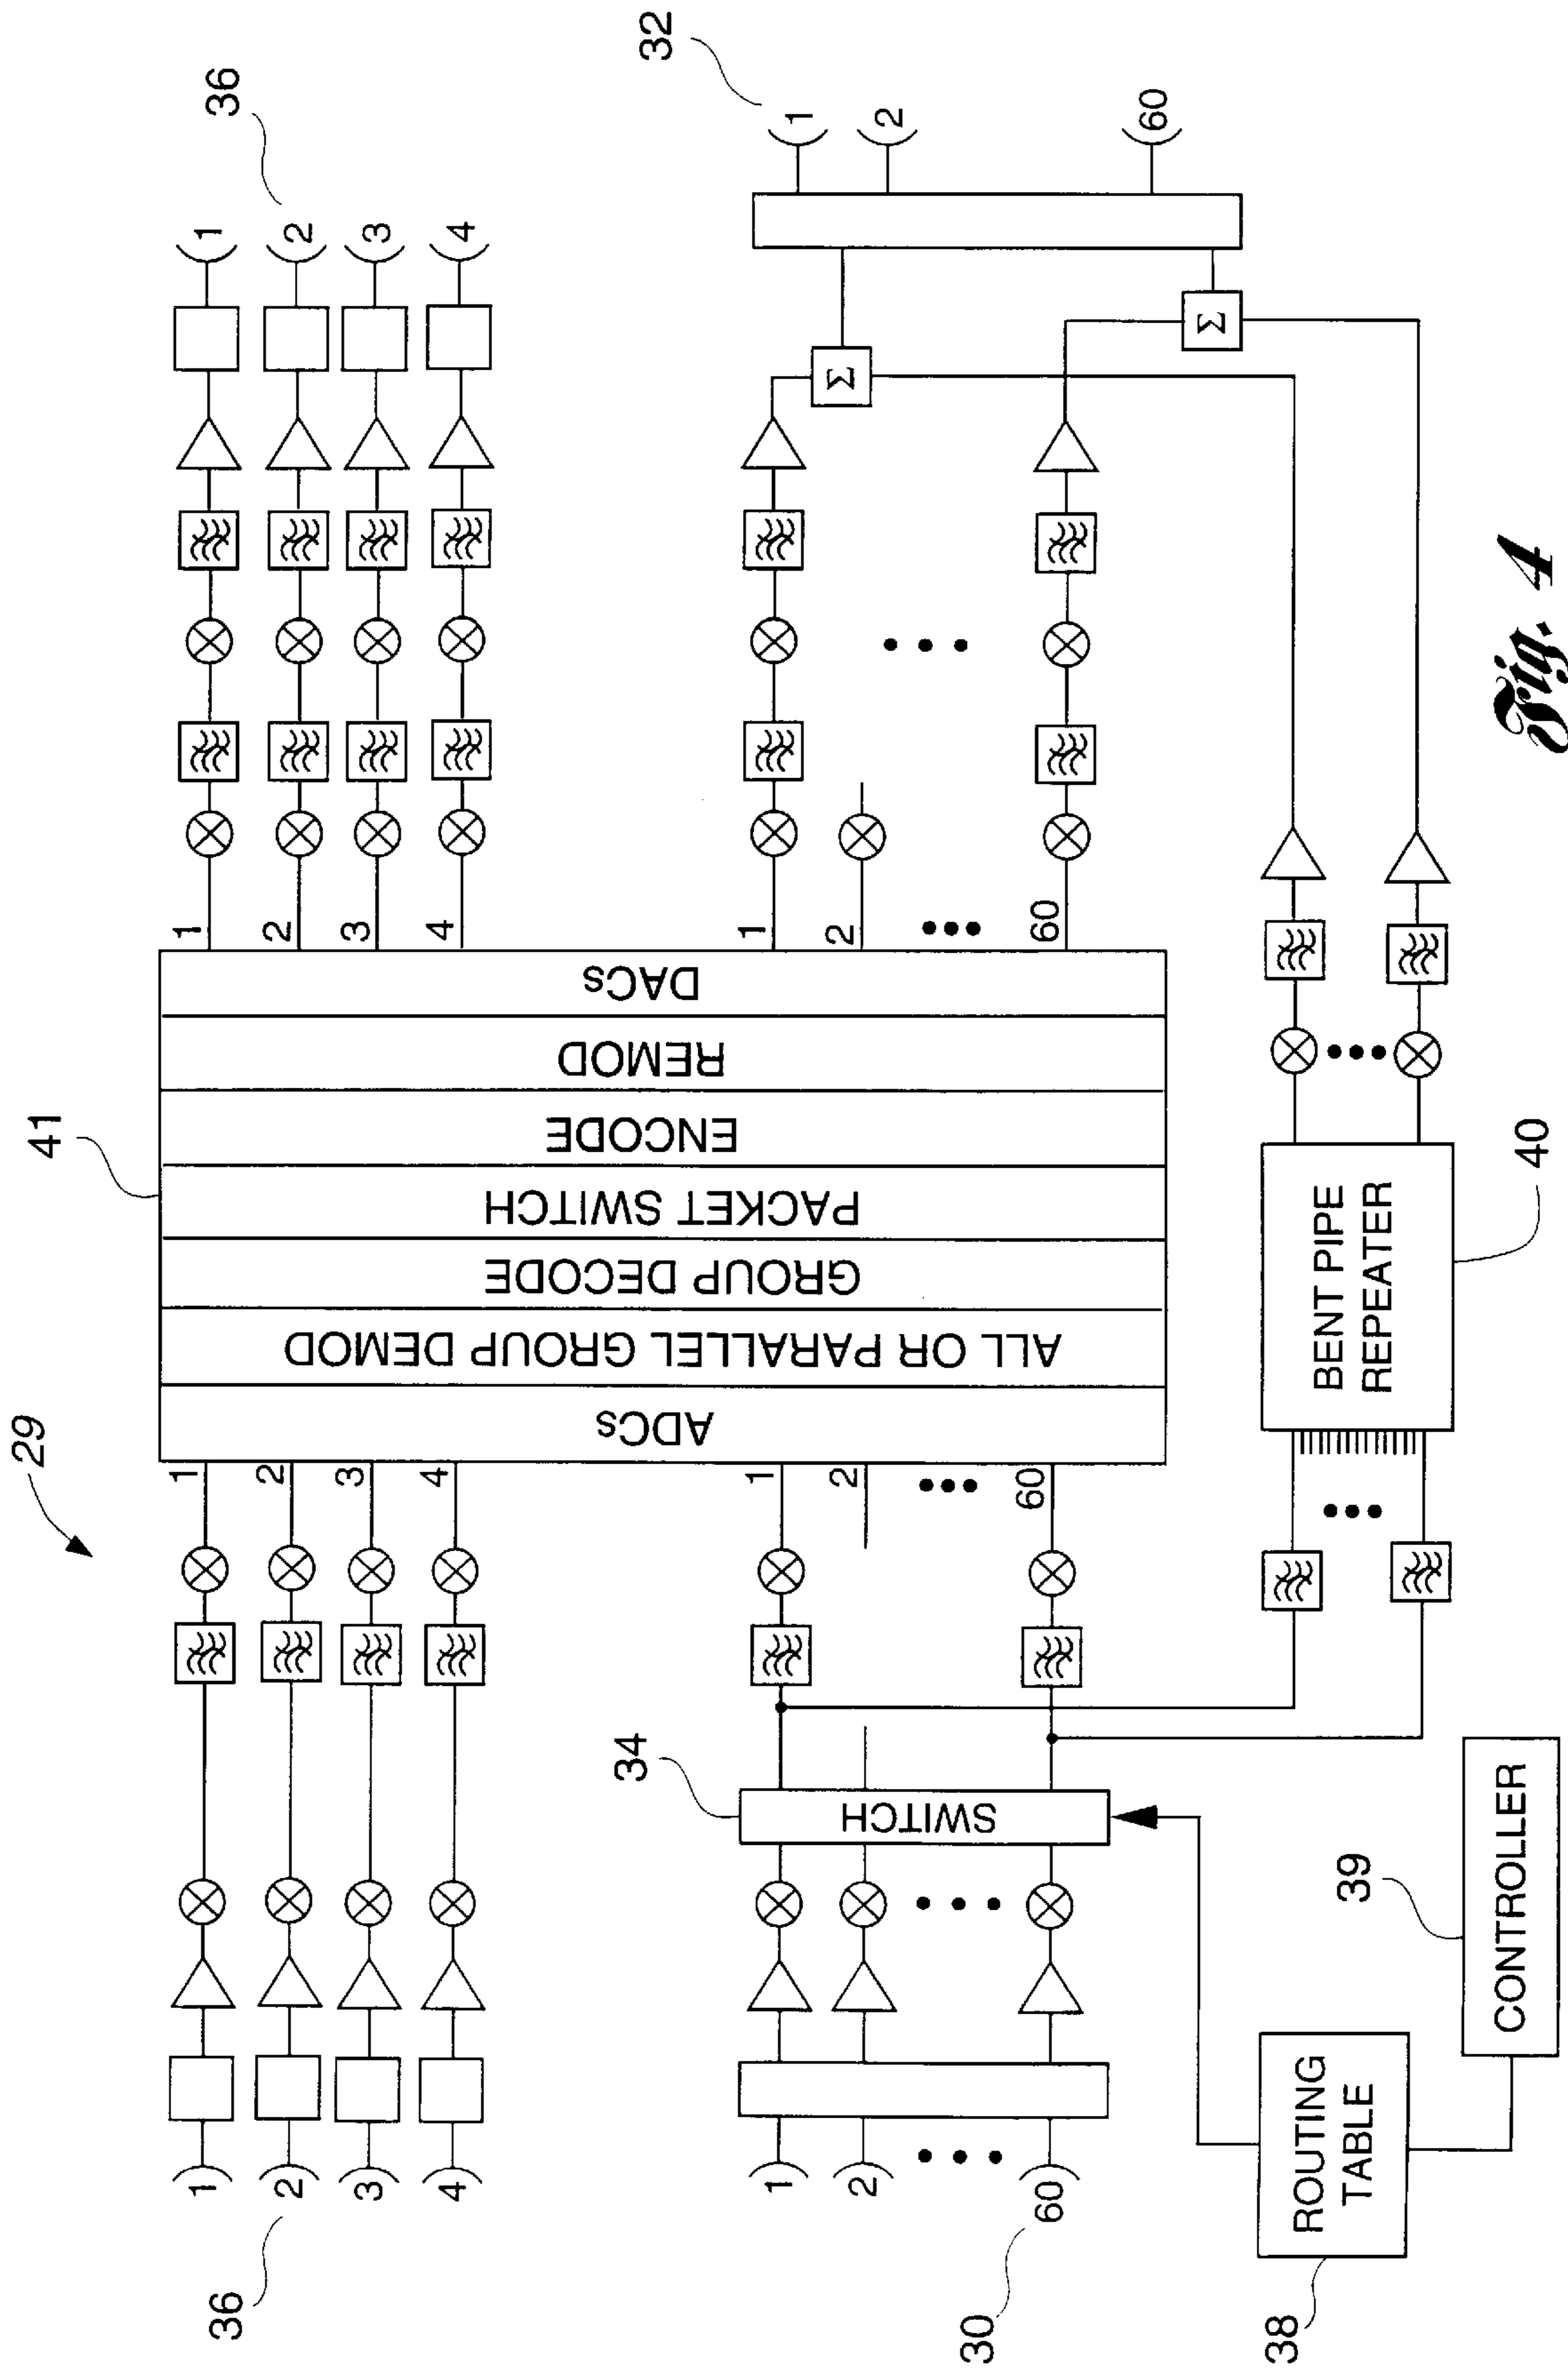 29
41
36
36
1
2
3
4
1
2
3
4
1
2
3
4
1
2
3
4
ADCs
ALL OR PARALLEL GROUP DEMOD
GROUP DECODE
PACKET SWITCH
ENCODE
REMOD
DACs
30
1
2
60
34
SWITCH
1
2
60
1
2
60
Σ
Σ
32
1
2
60
38
ROUTING
TABLE
39
CONTROLLER
BENT PIPE
REPEATER
40
Fig. 4